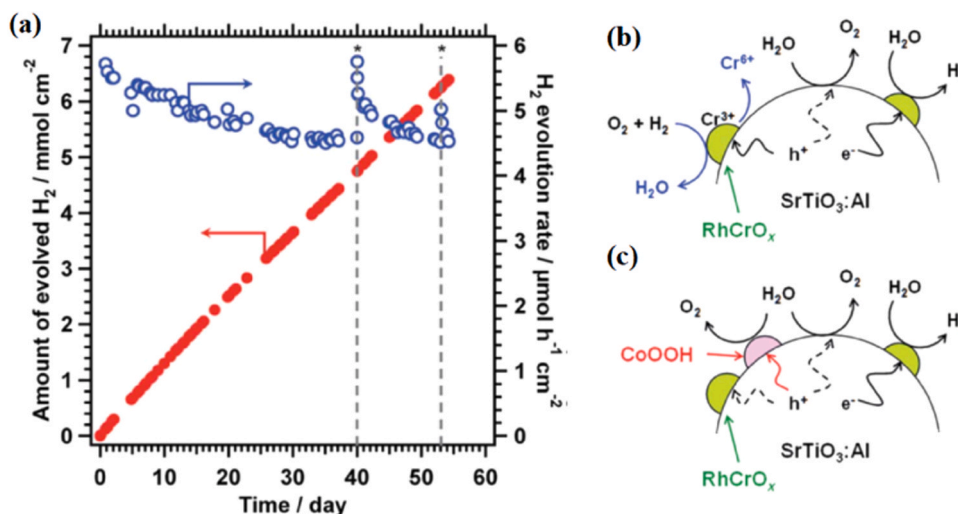 (a)
7
6
5
4
3
2
1
0
Amount of evolved H₂ / mmol cm⁻²
6
5
4
3
2
1
0
H₂ evolution rate / μmol h⁻¹ cm⁻²
* *
0 10 20 30 40 50 60
Time / day
(b)
O₂
H₂O
H₂O
H
Cr⁶⁺
Cr³⁺
O₂ + H₂
H₂O
h⁺
e⁻
SrTiO₃:Al
RhCrOₓ
(c)
O₂
H₂O
O₂
H₂O
H
CoOOH
h⁺
e⁻
SrTiO₃:Al
RhCrOₓ